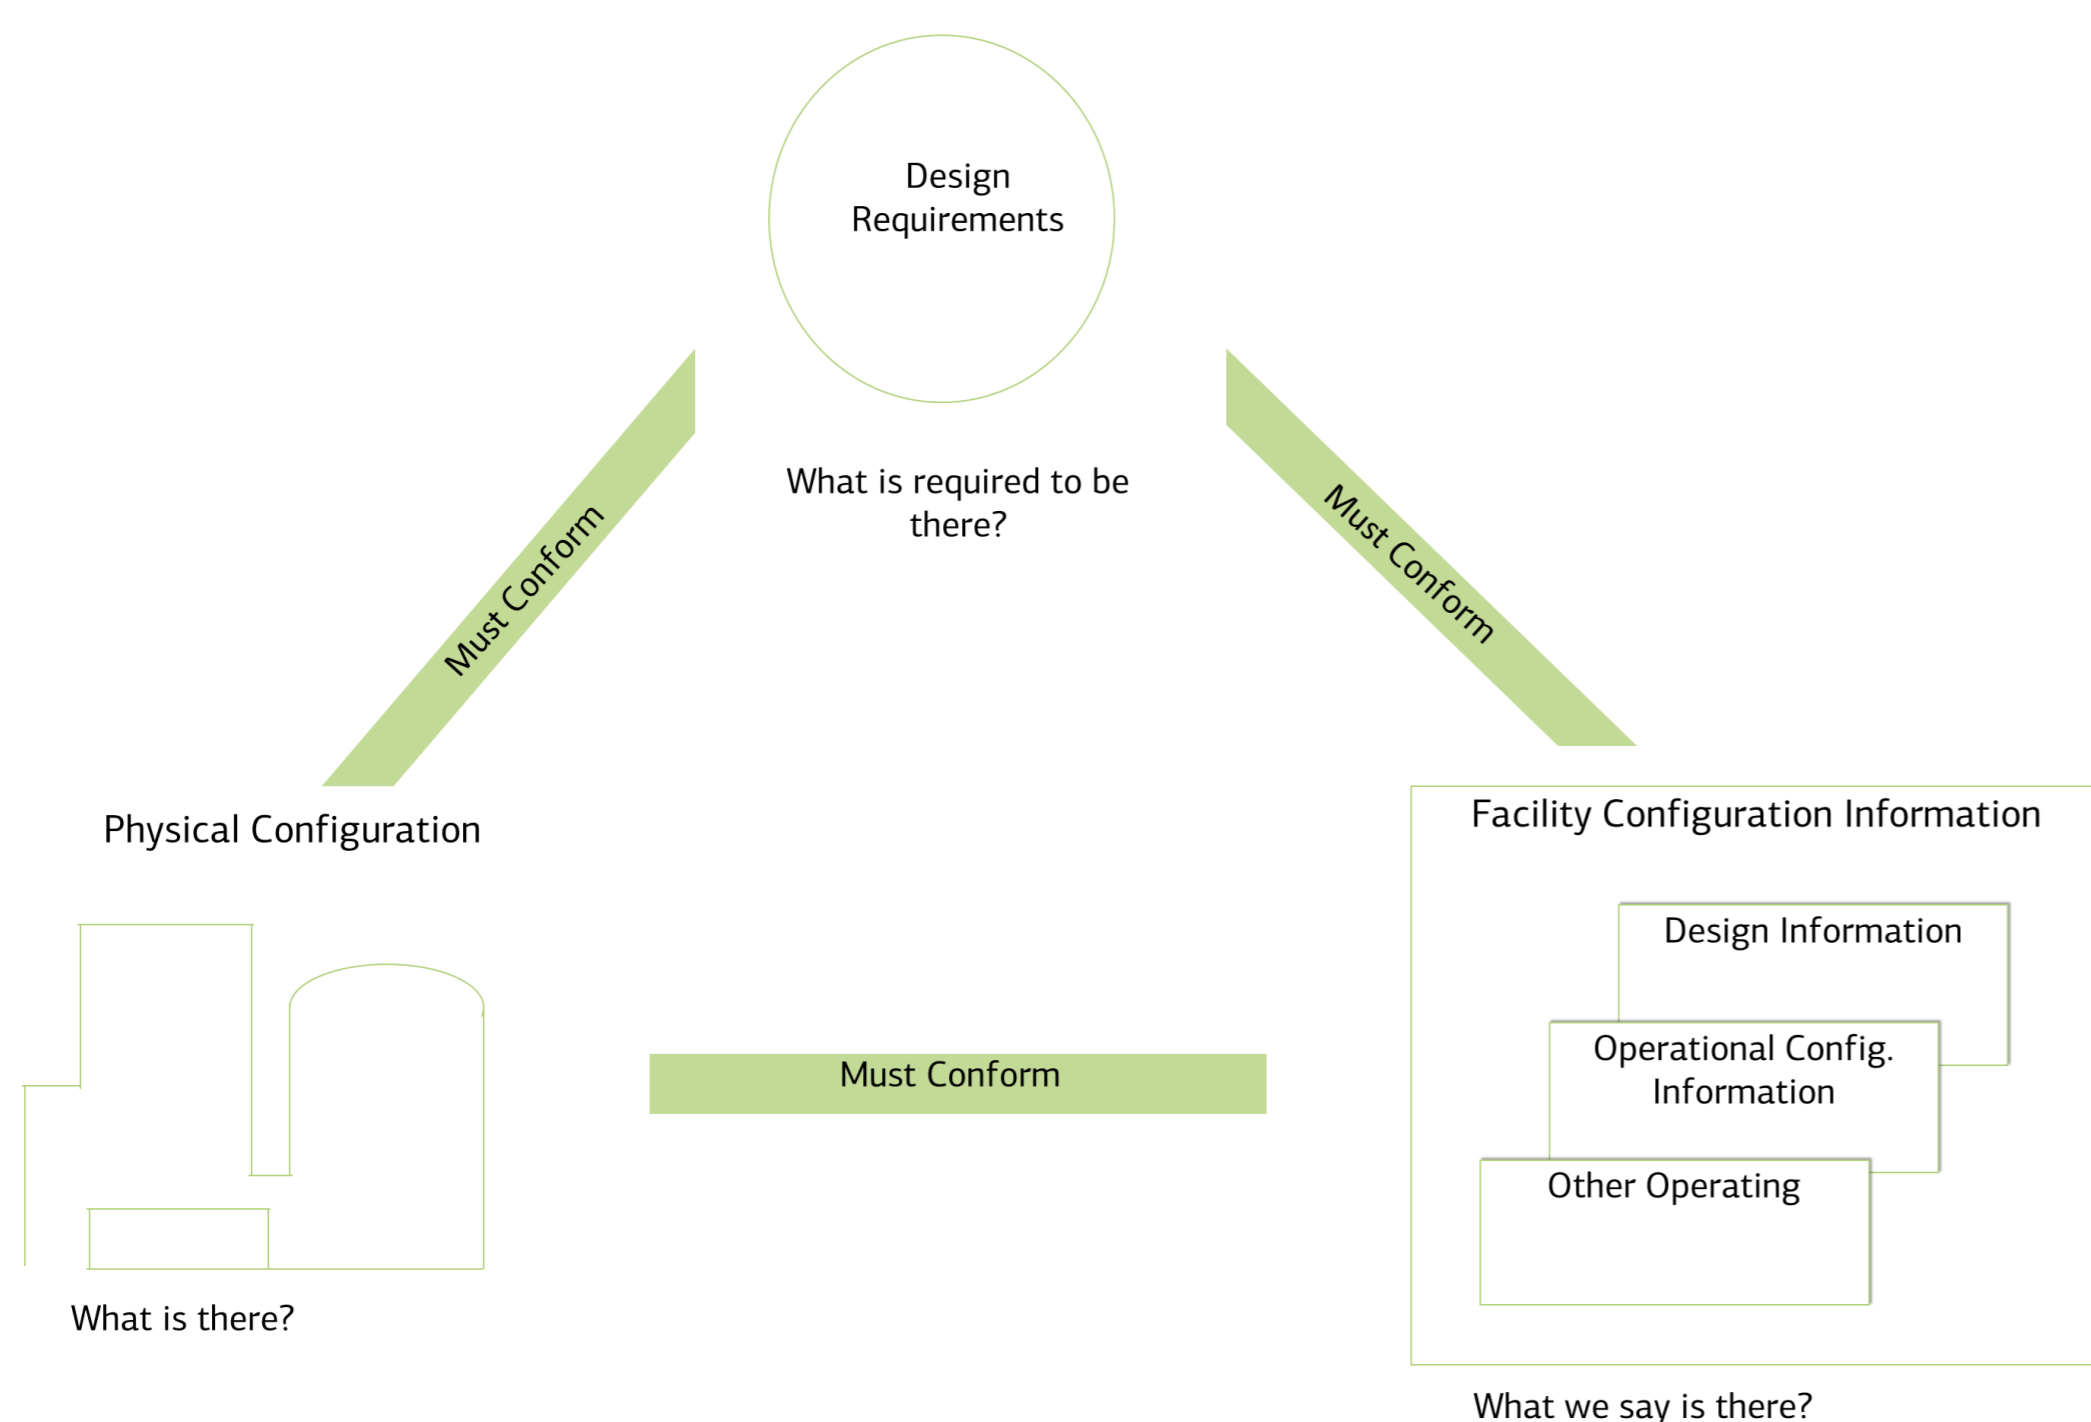 Design
Requirements
What is required to be
there?
Must Conform
Must Conform
Physical Configuration
What is there?
Must Conform
Facility Configuration Information
Design Information
Operational Config.
Information
Other Operating
What we say is there?